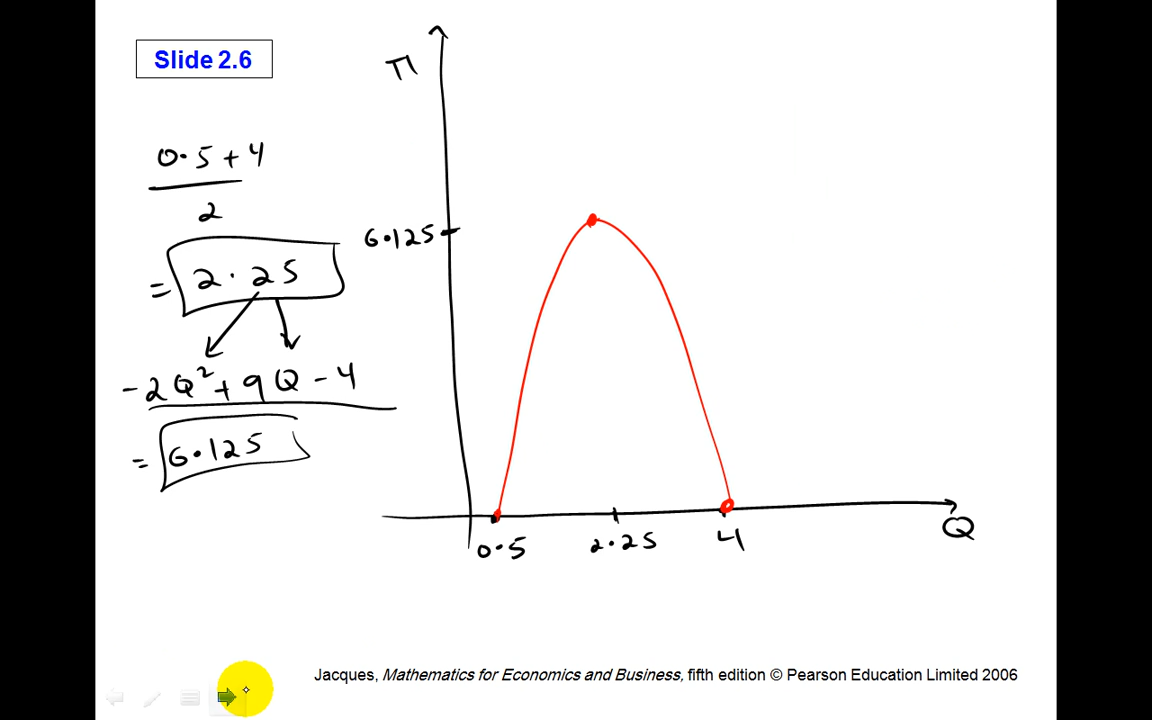 Slide 2.6
π
0.5 + 4
2
= 2.25
-2Q² + 9Q - 4
= 6.125
6.125
0.5
2.25
4
Q
Jacques, Mathematics for Economics and Business, fifth edition © Pearson Education Limited 2006